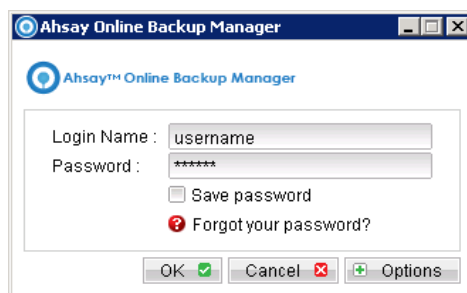 Ahsay Online Backup Manager
Ahsay™ Online Backup Manager
Login Name : username
Password : ******
Save password
Forgot your password?
OK Cancel Options